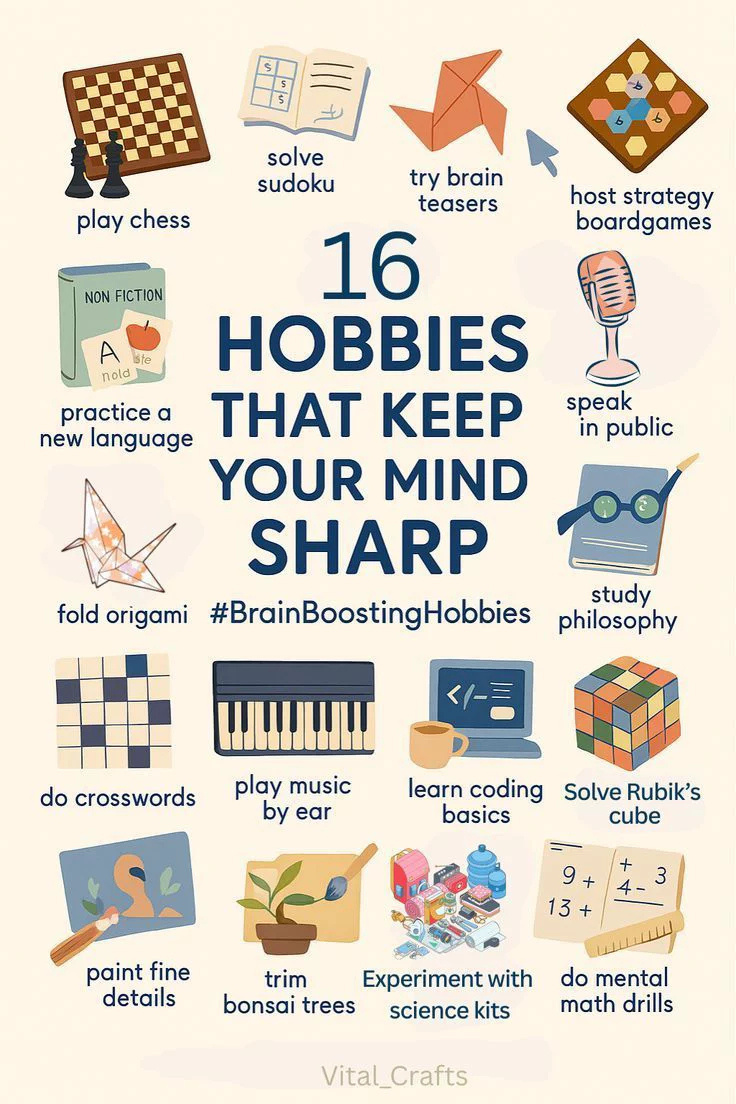 play chess
solve
sudoku
try brain
teasers
host strategy
boardgames
16
HOBBIES
THAT KEEP
YOUR MIND
SHARP
#BrainBoostingHobbies
NON FICTION
A
nold
ste
practice a
new language
speak
in public
fold origami
study
philosophy
do crosswords
play music
by ear
learn coding
basics
Solve Rubik's
cube
paint fine
details
trim
bonsai trees
Experiment with
science kits
9 +
13 +
+
4 - 3
do mental
math drills
Vital_Crafts